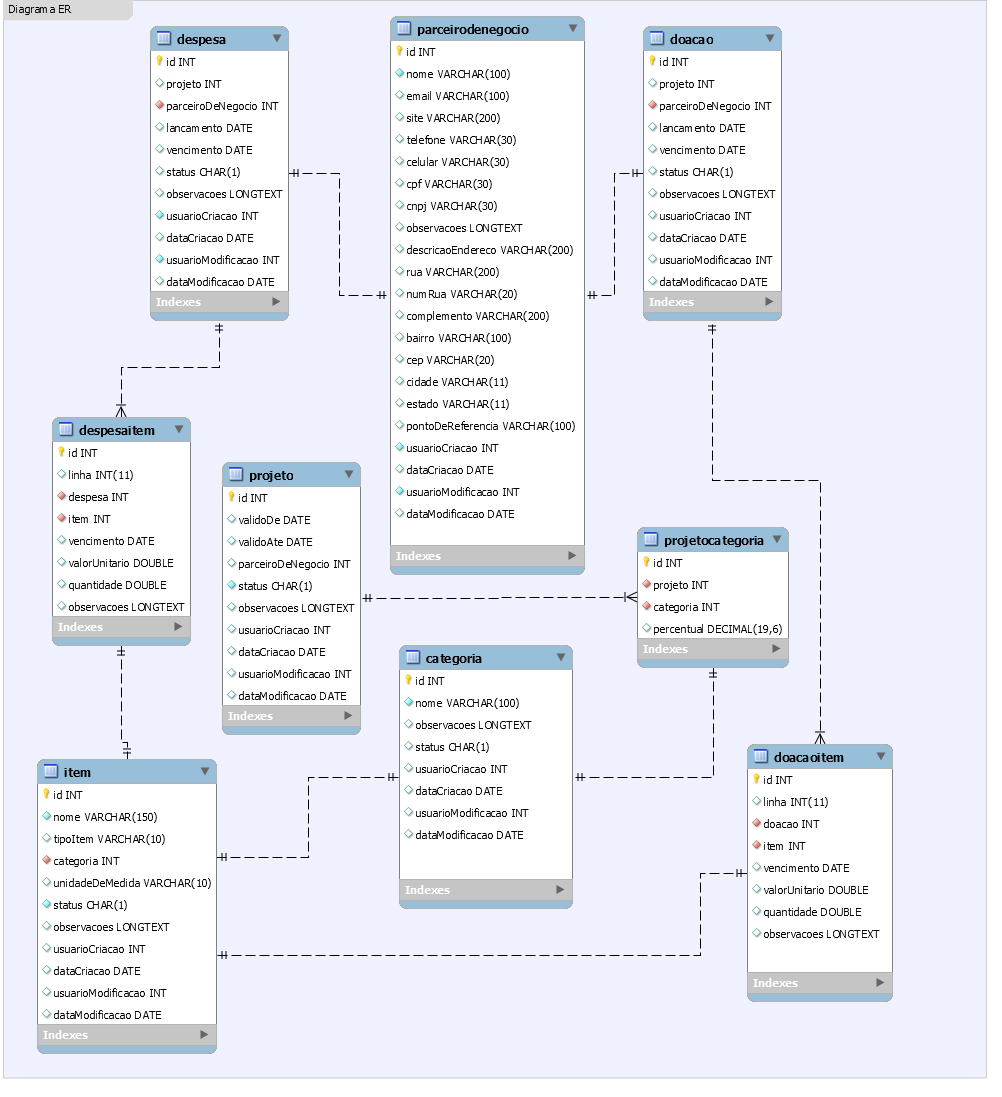 Diagrama ER
despesa
id INT
projeto INT
parceiroDeNegocio INT
lancamento DATE
vencimento DATE
status CHAR(1)
observacoes LONGTEXT
usuarioCriacao INT
dataCriacao DATE
usuarioModificacao INT
dataModificacao DATE
Indexes
parceirodenegocio
id INT
nome VARCHAR(100)
email VARCHAR(100)
site VARCHAR(200)
telefone VARCHAR(30)
celular VARCHAR(30)
cpf VARCHAR(30)
cnpj VARCHAR(30)
observacoes LONGTEXT
descricaoEndereco VARCHAR(200)
rua VARCHAR(200)
numRua VARCHAR(20)
complemento VARCHAR(200)
bairro VARCHAR(100)
cep VARCHAR(20)
cidade VARCHAR(11)
estado VARCHAR(11)
pontoDeReferencia VARCHAR(100)
usuarioCriacao INT
dataCriacao DATE
usuarioModificacao INT
dataModificacao DATE
Indexes
doacao
id INT
projeto INT
parceiroDeNegocio INT
lancamento DATE
vencimento DATE
status CHAR(1)
observacoes LONGTEXT
usuarioCriacao INT
dataCriacao DATE
usuarioModificacao INT
dataModificacao DATE
Indexes
despesaitem
id INT
linha INT(11)
despesa INT
item INT
vencimento DATE
valorUnitario DOUBLE
quantidade DOUBLE
observacoes LONGTEXT
Indexes
projeto
id INT
validoDe DATE
validoAte DATE
parceiroDeNegocio INT
status CHAR(1)
observacoes LONGTEXT
usuarioCriacao INT
dataCriacao DATE
usuarioModificacao INT
dataModificacao DATE
Indexes
projetocategoria
id INT
projeto INT
categoria INT
percentual DECIMAL(19,6)
Indexes
categoria
id INT
nome VARCHAR(100)
observacoes LONGTEXT
status CHAR(1)
usuarioCriacao INT
dataCriacao DATE
usuarioModificacao INT
dataModificacao DATE
Indexes
item
id INT
nome VARCHAR(150)
tipoItem VARCHAR(10)
categoria INT
unidadeDeMedida VARCHAR(10)
status CHAR(1)
observacoes LONGTEXT
usuarioCriacao INT
dataCriacao DATE
usuarioModificacao INT
dataModificacao DATE
Indexes
doacaoitem
id INT
linha INT(11)
doacao INT
item INT
vencimento DATE
valorUnitario DOUBLE
quantidade DOUBLE
observacoes LONGTEXT
Indexes